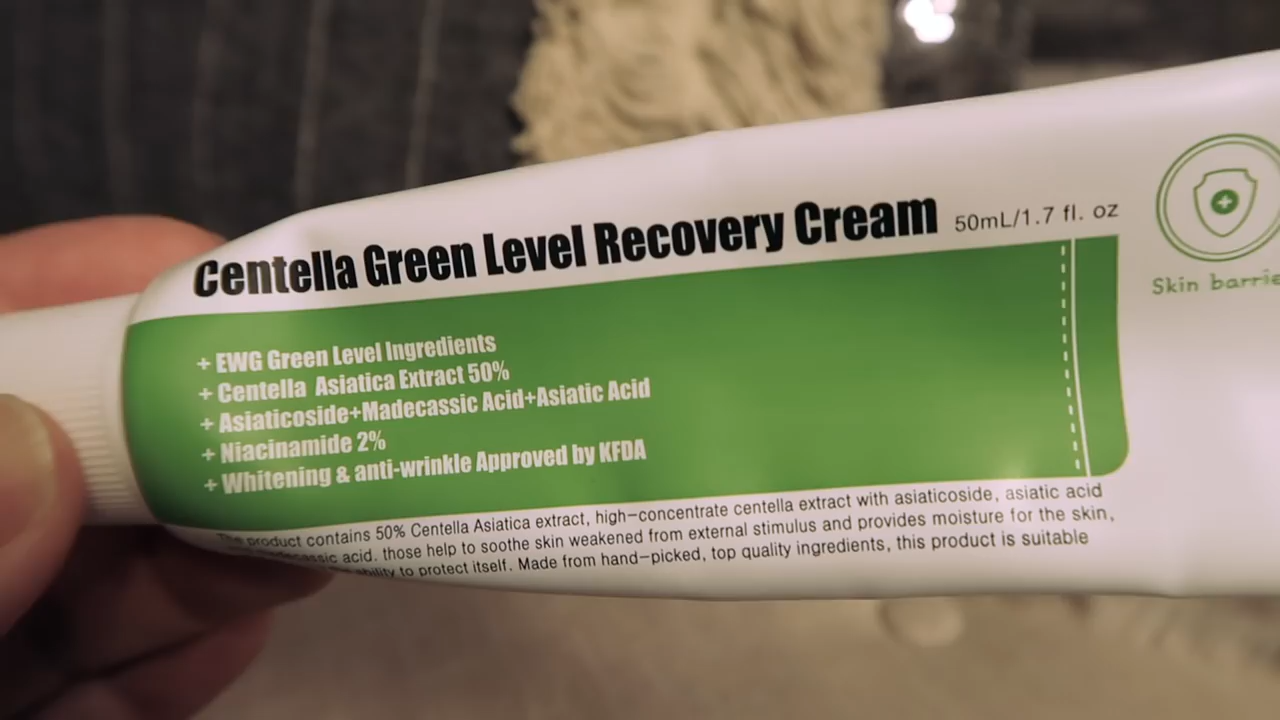 Centella Green Level Recovery Cream 50mL/1.7 fl. oz
Skin barrie
+ EWG Green Level Ingredients
+ Centella Asiatica Extract 50%
+ Asiaticoside+Madecassic Acid+Asiatic Acid
+ Niacinamide 2%
+ Whitening & anti-wrinkle Approved by KFDA
product contains 50% Centella Asiatica extract, high-concentrate centella extract with asiaticoside, asiatic acid
acid. those help to soothe skin weakened from external stimulus and provides moisture for the skin,
ability to protect itself. Made from hand-picked, top quality ingredients, this product is suitable